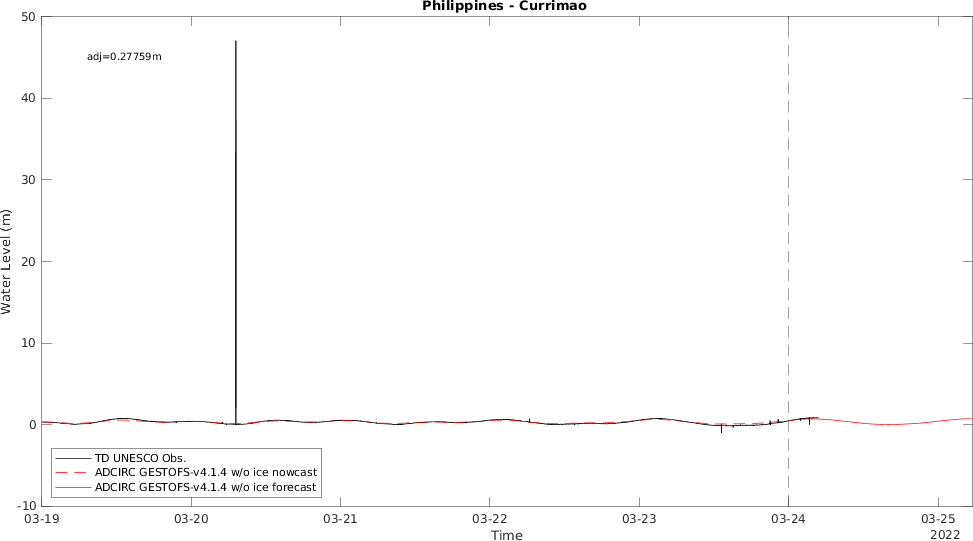 Philippines - Currimao
50
adj=0.27759m
40
30
20
10
0
-10
Water Level (m)
TD UNESCO Obs.
ADCIRC GESTOFS-v4.1.4 w/o ice nowcast
ADCIRC GESTOFS-v4.1.4 w/o ice forecast
03-19 03-20 03-21 03-22 03-23 03-24 03-25
Time 2022